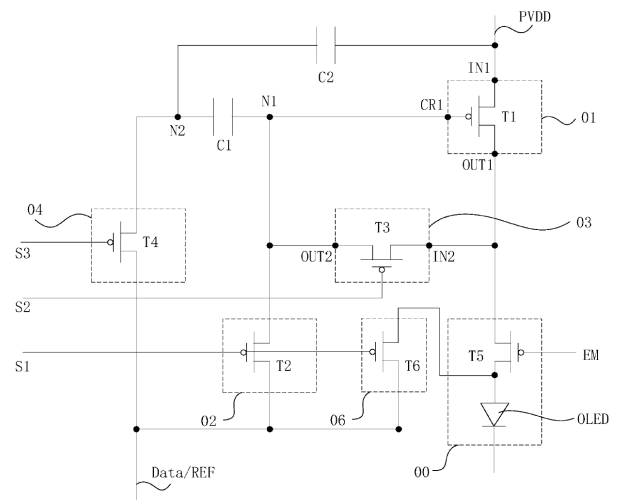 PVDD
C2
IN1
N1
CR1
T1
01
N2
C1
OUT1
04
T3
03
S3
T4
OUT2
IN2
S2
S1
T2
T6
T5
EM
02
06
OLED
00
Data/REF